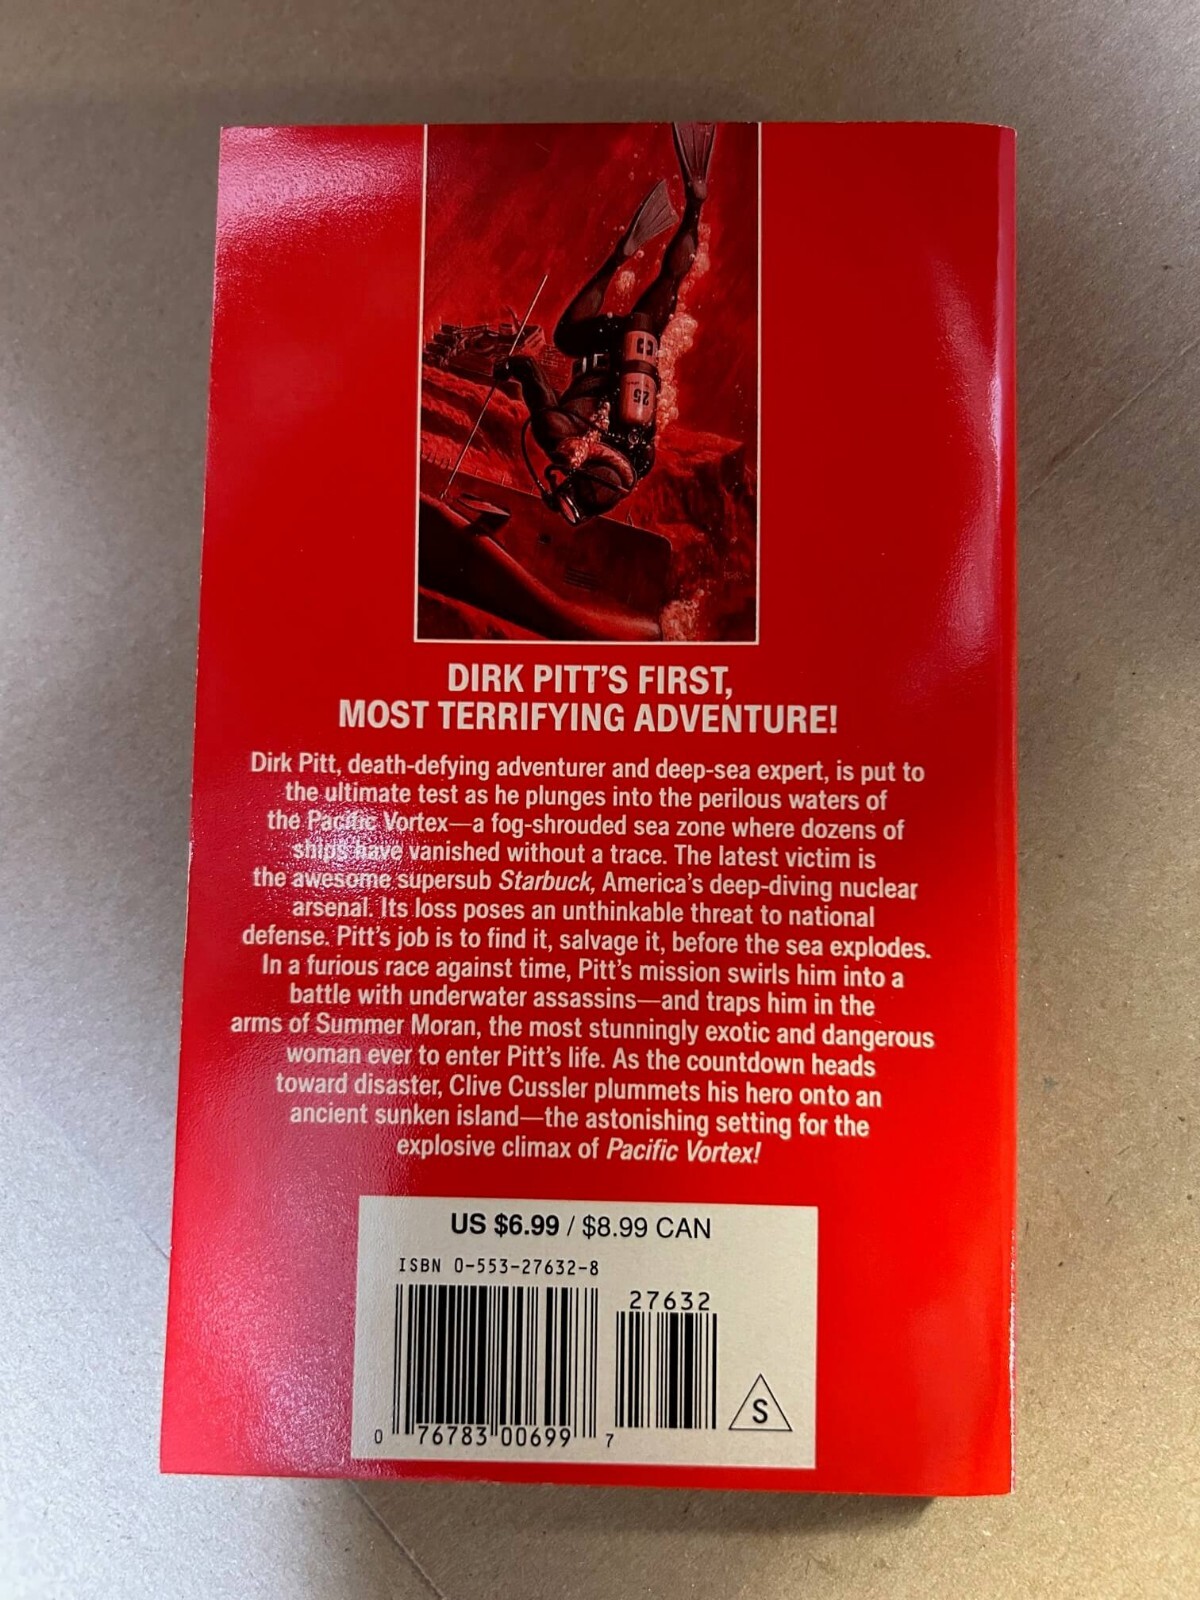 25
DIRK PITT'S FIRST,
MOST TERRIFYING ADVENTURE!
Dirk Pitt, death-defying adventurer and deep-sea expert, is put to
the ultimate test as he plunges into the perilous waters of
the Pacific Vortex—a fog-shrouded sea zone where dozens of
ships have vanished without a trace. The latest victim is
the awesome supersub Starbuck, America's deep-diving nuclear
arsenal. Its loss poses an unthinkable threat to national
defense. Pitt's job is to find it, salvage it, before the sea explodes.
In a furious race against time, Pitt's mission swirls him into a
battle with underwater assassins—and traps him in the
arms of Summer Moran, the most stunningly exotic and dangerous
woman ever to enter Pitt's life. As the countdown heads
toward disaster, Clive Cussler plummets his hero onto an
ancient sunken island—the astonishing setting for the
explosive climax of Pacific Vortex!
US $6.99 / $8.99 CAN
ISBN 0-553-27632-8
27632
S
0 76783 00699 7